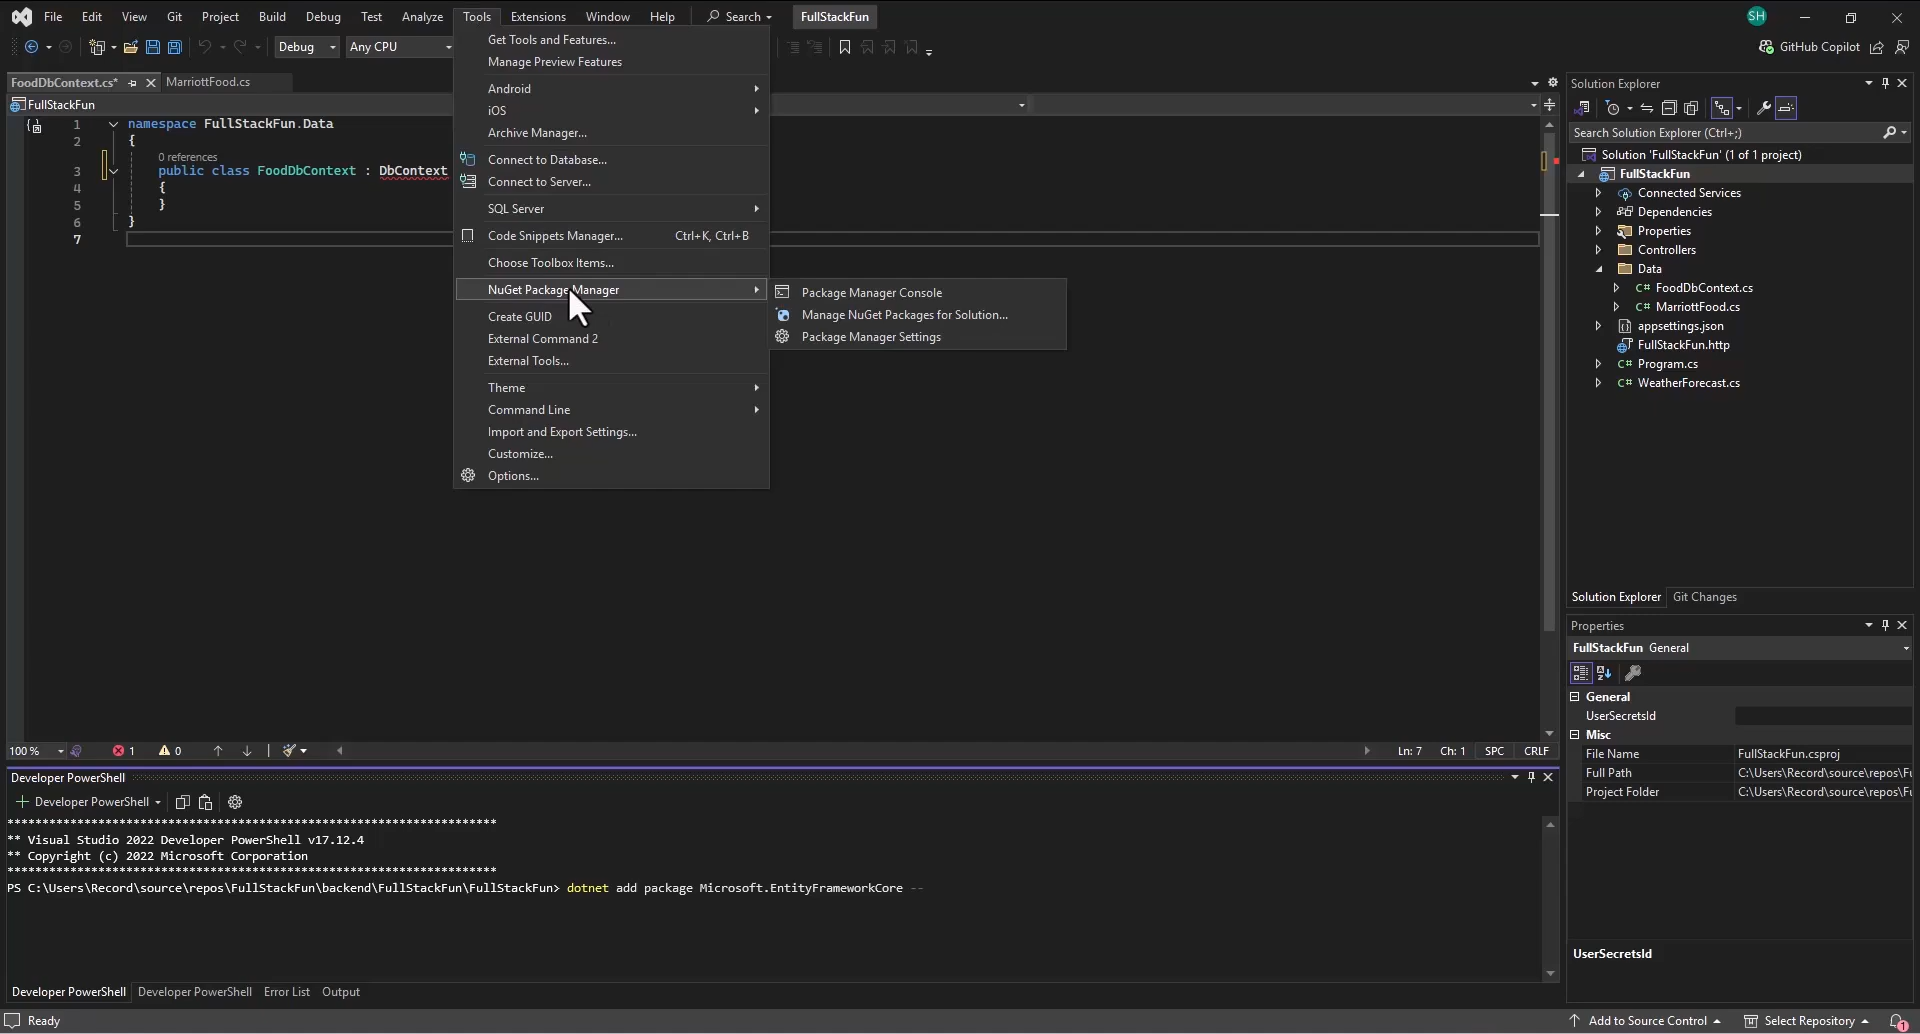 File Edit View Git Project Build Debug Test Analyze Tools Extensions Window Help Search FullStackFun SH
Debug Any CPU GitHub Copilot
FoodDbContext.cs* MarriottFood.cs
FullStackFun
1 namespace FullStackFun.Data
2 {
0 references
3 public class FoodDbContext : DbContext
4 {
5 }
6 }
7
Get Tools and Features...
Manage Preview Features
Android
iOS
Archive Manager...
Connect to Database...
Connect to Server...
SQL Server
Code Snippets Manager... Ctrl+K, Ctrl+B
Choose Toolbox Items...
NuGet Package Manager
Create GUID
External Command 2
External Tools...
Theme
Command Line
Import and Export Settings...
Customize...
Options...
Package Manager Console
Manage NuGet Packages for Solution...
Package Manager Settings
Solution Explorer
Search Solution Explorer (Ctrl+;)
Solution 'FullStackFun' (1 of 1 project)
FullStackFun
Connected Services
Dependencies
Properties
Controllers
Data
C# FoodDbContext.cs
C# MarriottFood.cs
appsettings.json
FullStackFun.http
C# Program.cs
C# WeatherForecast.cs
Solution Explorer Git Changes
Properties
FullStackFun General
General
UserSecretsId
Misc
File Name FullStackFun.csproj
Full Path C:\Users\Record\source\repos\Fu
Project Folder C:\Users\Record\source\repos\Fu
UserSecretsId
100 % 1 0 Ln: 7 Ch: 1 SPC CRLF
Developer PowerShell
Developer PowerShell
**********************************************************************
** Visual Studio 2022 Developer PowerShell v17.12.4
** Copyright (c) 2022 Microsoft Corporation
**********************************************************************
PS C:\Users\Record\source\repos\FullStackFun\backend\FullStackFun\FullStackFun> dotnet add package Microsoft.EntityFrameworkCore --
Developer PowerShell Developer PowerShell Error List Output
Ready Add to Source Control Select Repository 1